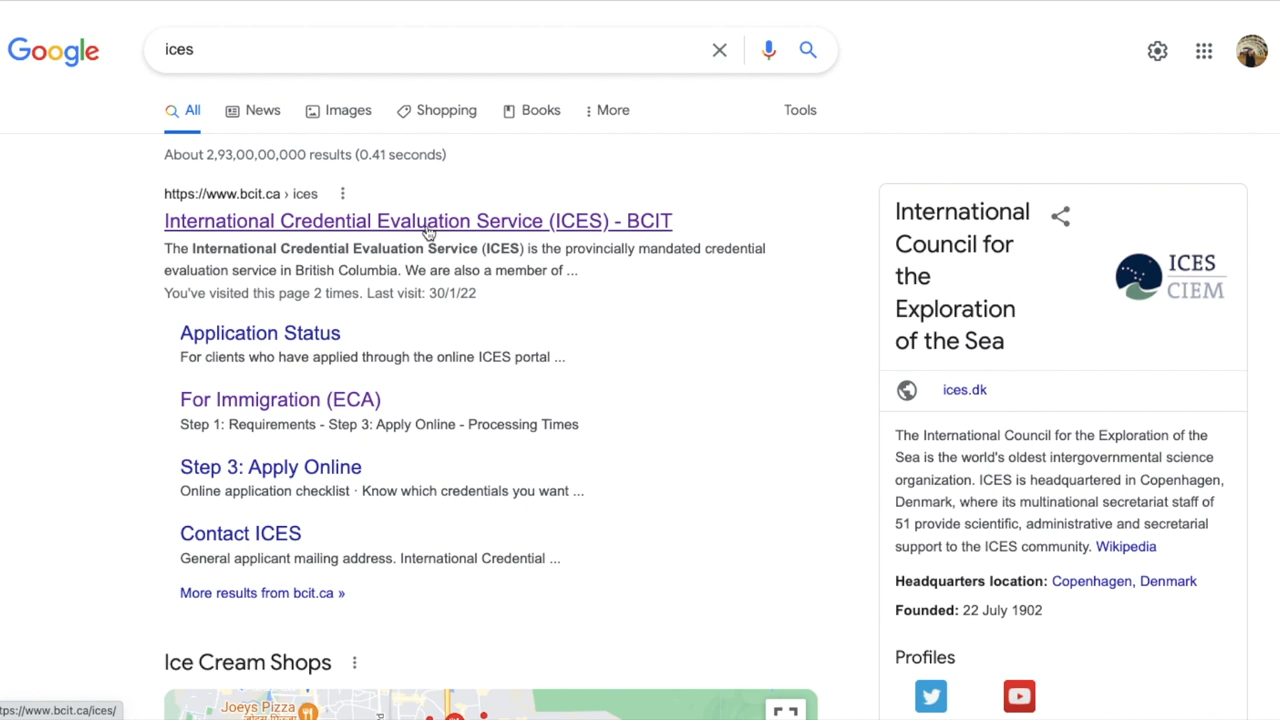 Google
ices
All
News
Images
Shopping
Books
More
Tools
About 2,93,00,00,000 results (0.41 seconds)
https://www.bcit.ca › ices
International Credential Evaluation Service (ICES) - BCIT
The International Credential Evaluation Service (ICES) is the provincially mandated credential
evaluation service in British Columbia. We are also a member of ...
You've visited this page 2 times. Last visit: 30/1/22
Application Status
For clients who have applied through the online ICES portal ...
For Immigration (ECA)
Step 1: Requirements - Step 3: Apply Online - Processing Times
Step 3: Apply Online
Online application checklist · Know which credentials you want ...
Contact ICES
General applicant mailing address. International Credential ...
More results from bcit.ca »
Ice Cream Shops
Joeys Pizza
International
Council for
the
Exploration
of the Sea
ICES
CIEM
ices.dk
The International Council for the Exploration of the
Sea is the world's oldest intergovernmental science
organization. ICES is headquartered in Copenhagen,
Denmark, where its multinational secretariat staff of
51 provide scientific, administrative and secretarial
support to the ICES community. Wikipedia
Headquarters location: Copenhagen, Denmark
Founded: 22 July 1902
Profiles
tps://www.bcit.ca/ices/